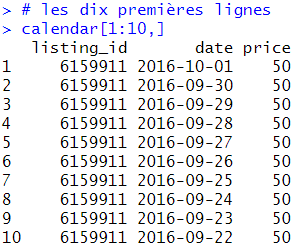 > # les dix premières lignes
> calendar[1:10,]
listing_id date price
1 6159911 2016-10-01 50
2 6159911 2016-09-30 50
3 6159911 2016-09-29 50
4 6159911 2016-09-28 50
5 6159911 2016-09-27 50
6 6159911 2016-09-26 50
7 6159911 2016-09-25 50
8 6159911 2016-09-24 50
9 6159911 2016-09-23 50
10 6159911 2016-09-22 50